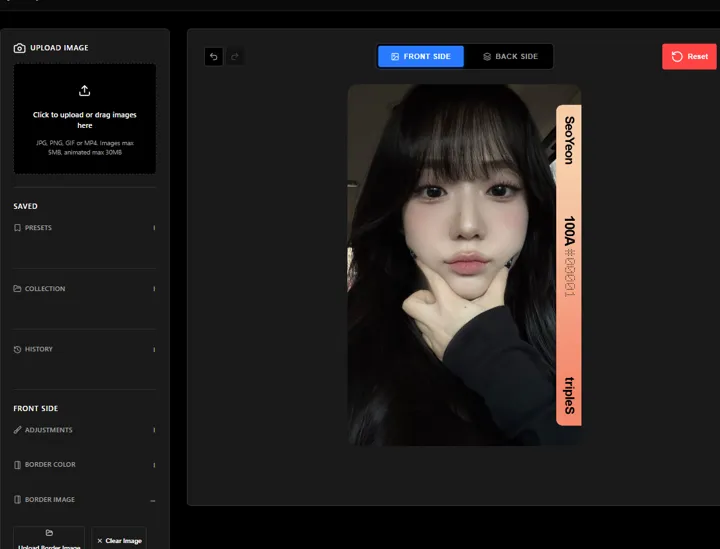 UPLOAD IMAGE
Click to upload or drag images
here
JPG, PNG, GIF or MP4. Images max
5MB, animated max 30MB
SAVED
PRESETS
COLLECTION
HISTORY
FRONT SIDE
ADJUSTMENTS
BORDER COLOR
BORDER IMAGE
Upload Border Image
Clear Image
FRONT SIDE
BACK SIDE
Reset
SeoYeon
100A #00001
tripleS